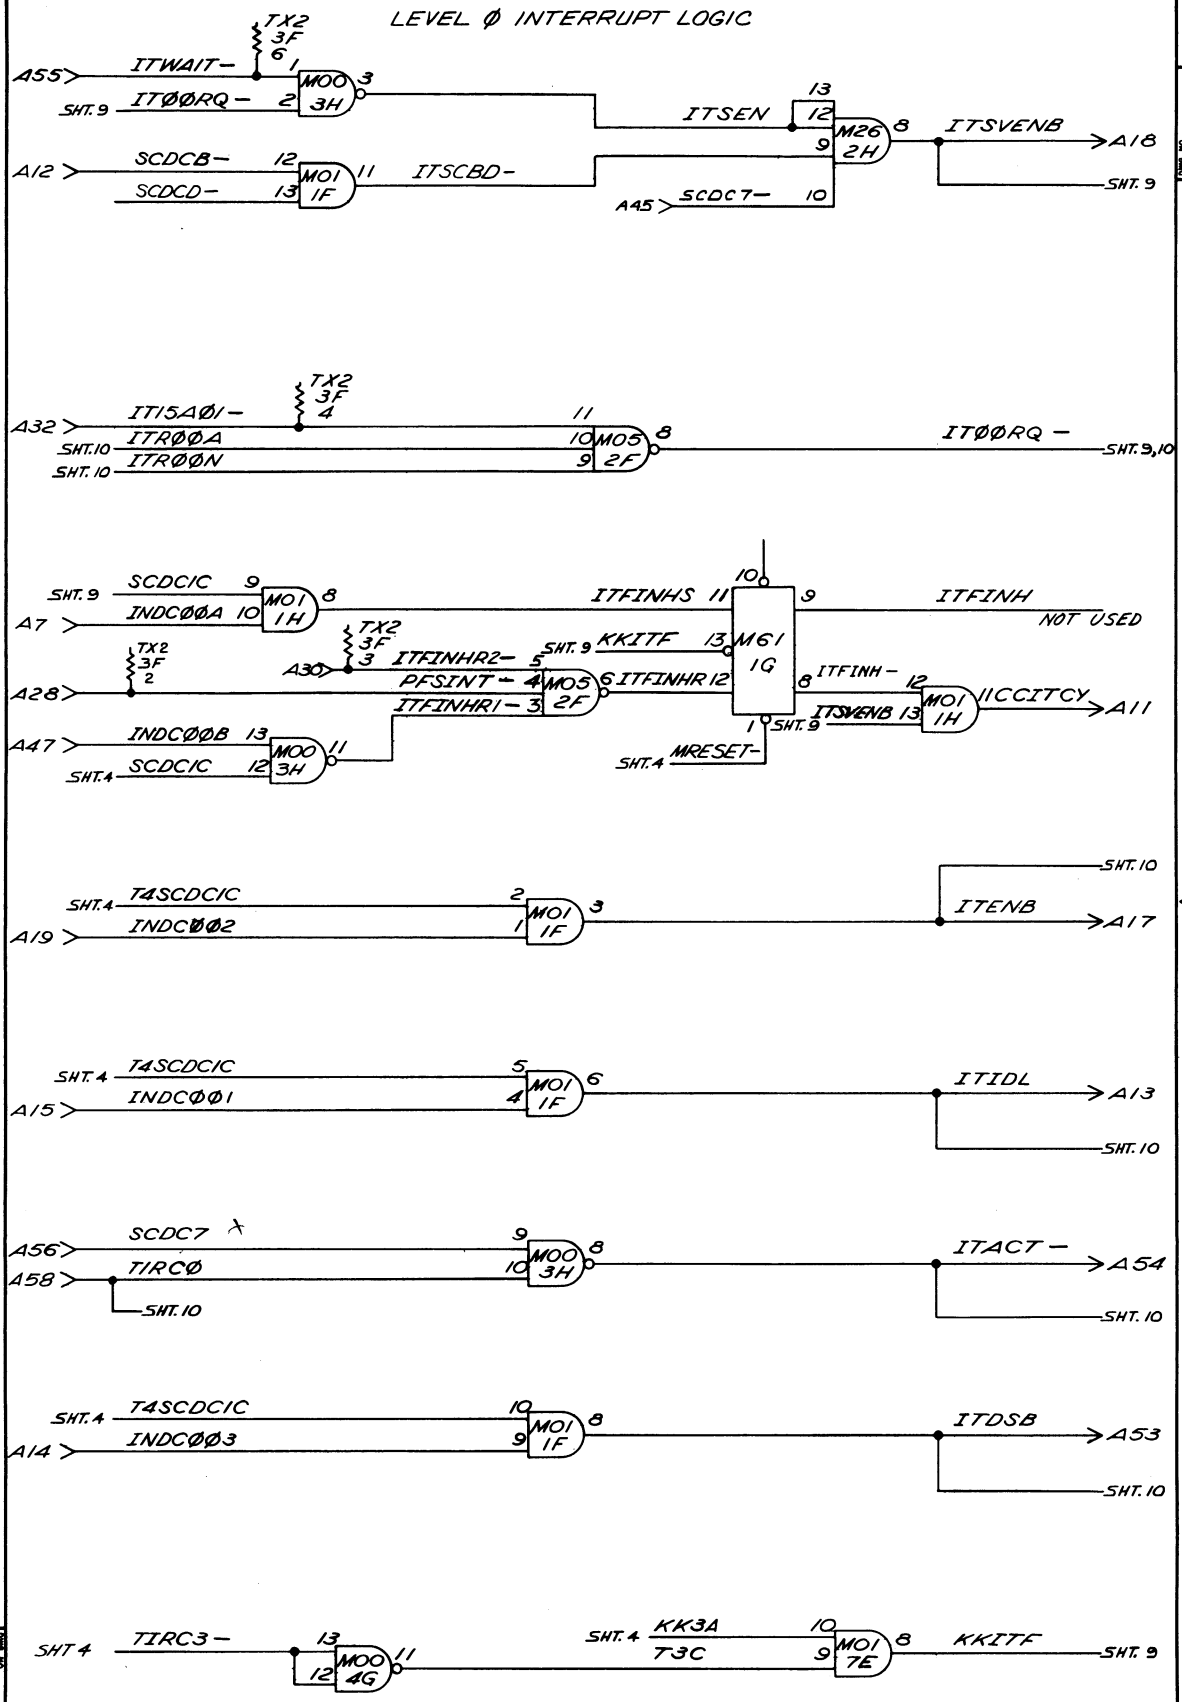 LEVEL Ø INTERRUPT LOGIC
TX2
3F
6
A55 ITWAIT- 1
M00 3
SHT.9 ITØØRQ- 2 3H
ITSEN 13
12
M26 8 ITSVENB A18
2H
9
SHT. 9
A12 SCDCB- 12
M01 11 ITSCBD-
SCDCD- 13 1F
A45 SCDC7- 10
TX2
3F
4
A32 IT15AØ1- 11
SHT.10 ITRØØA 10 M05 8 ITØØRQ - SHT. 9,10
SHT. 10 ITRØØN 9 2F
SHT. 9 SCDC1C 9
M01 8 ITFINHS 11
A7 INDCØØA 10 1H
10
9 ITFINH
NOT USED
SHT. 9 KKITF 13 M61
1G
TX2
3F
3
TX2
3F
2
A30 ITFINHR2- 5
A28 PFSINT- 4 M05 6 ITFINHR 12
ITFINHR1- 3 2F
8 ITFINH- 12
M01 11 CCITCY A11
SHT. 9 ITSVENB 13 1H
A47 INDCØØB 13
M00 11
SHT.4 SCDC1C 12 3H
1
SHT.4 MRESET-
SHT.10
SHT.4 T4SCDC1C 2
M01 3 ITENB A17
A19 INDCØØ2 1 1F
SHT. 4 T4SCDC1C 5
M01 6 ITIDL A13
A15 INDCØØ1 4 1F
SHT. 10
A56 SCDC7 X 9
M00 8 ITACT - A54
A58 TIRCØ 10 3H
SHT. 10
SHT. 10
SHT. 4 T4SCDC1C 10
M01 8 ITDSB A53
A14 INDCØØ3 9 1F
SHT. 10
SHT 4 TIRC3- 13
M00 11
12 4G
SHT. 4 KK3A 10
M01 8 KKITF SHT. 9
T3C 9 7E